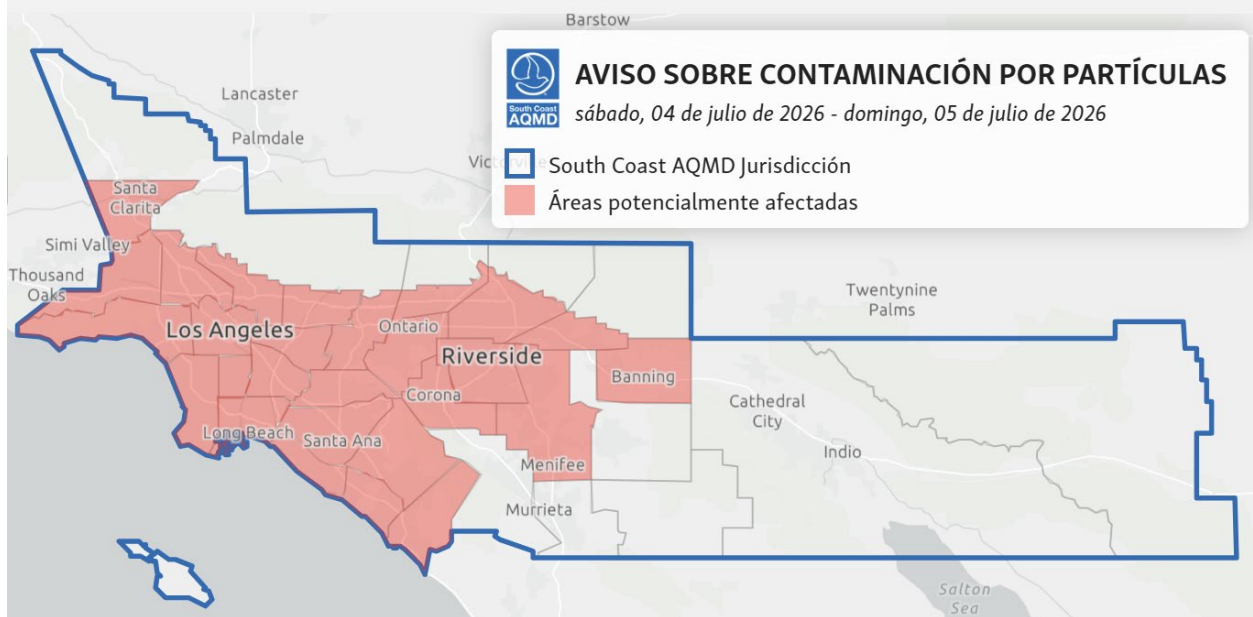 Barstow
South Coast
AQMD
AVISO SOBRE CONTAMINACIÓN POR PARTÍCULAS
sábado, 04 de julio de 2026 - domingo, 05 de julio de 2026
South Coast AQMD Jurisdicción
Áreas potencialmente afectadas
Lancaster
Palmdale
Santa
Clarita
Simi Valley
Thousand
Oaks
Los Angeles
Ontario
Riverside
Corona
Banning
Long Beach
Santa Ana
Menifee
Murrieta
Twentynine
Palms
Cathedral
City
Indio
Salton
Sea